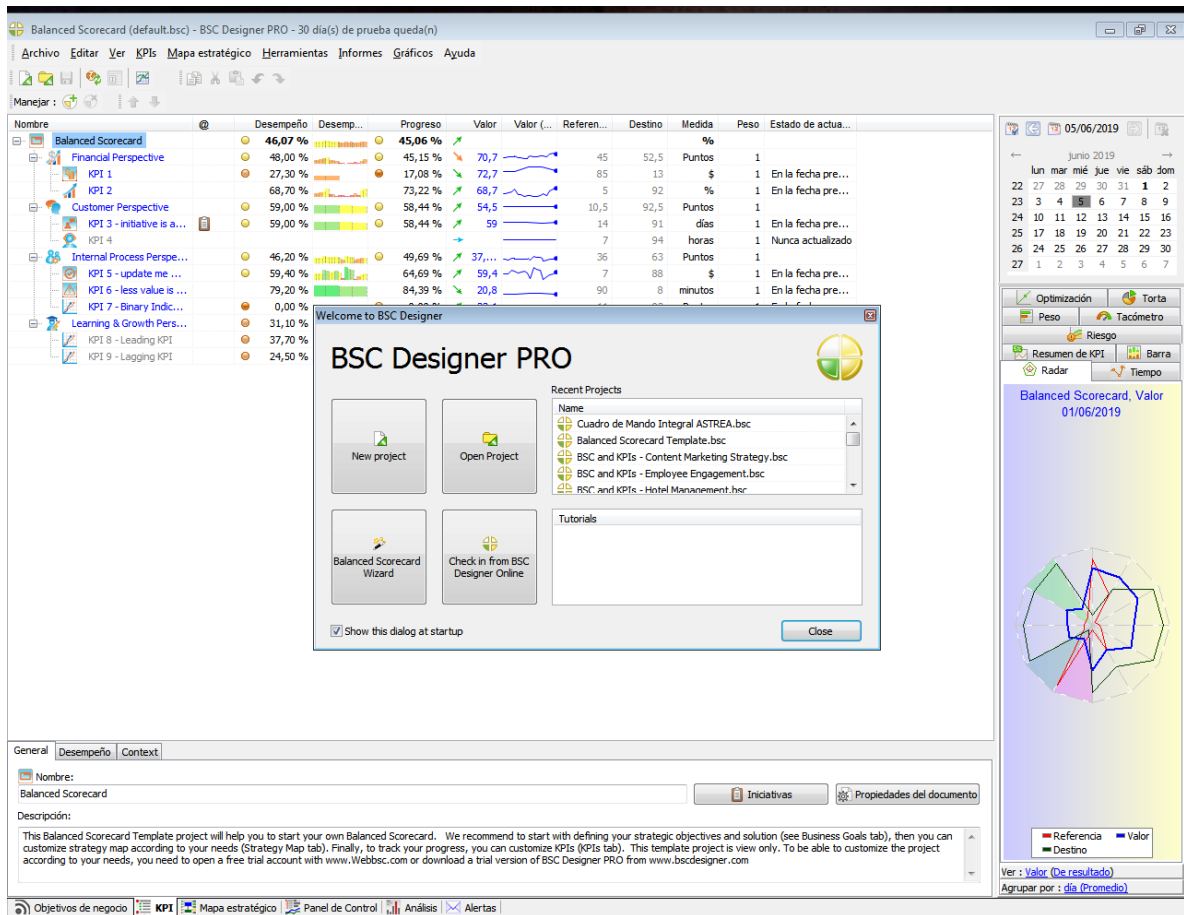 Balanced Scorecard (default.bsc) - BSC Designer PRO - 30 día(s) de prueba queda(n)
Archivo Editar Ver KPIs Mapa estratégico Herramientas Informes Gráficos Ayuda
Manejar :
Nombre @ Desempeño Desemp... Progreso Valor Valor (... Referen... Destino Medida Peso Estado de actua...
Balanced Scorecard 46,07 % 45,06 % %
Financial Perspective 48,00 % 45,15 % 70,7 45 52,5 Puntos 1
KPI 1 27,30 % 17,08 % 72,7 85 13 $ 1 En la fecha pre...
KPI 2 68,70 % 73,22 % 68,7 5 92 % 1 En la fecha pre...
Customer Perspective 59,00 % 58,44 % 54,5 10,5 92,5 Puntos 1
KPI 3 - initiative is a... 59,00 % 58,44 % 59 14 91 días 1 En la fecha pre...
KPI 4 7 94 horas 1 Nunca actualizado
Internal Process Perspe... 46,20 % 49,69 % 37,... 36 63 Puntos 1
KPI 5 - update me ... 59,40 % 64,69 % 59,4 7 88 $ 1 En la fecha pre...
KPI 6 - less value is ... 79,20 % 84,39 % 20,8 90 8 minutos 1 En la fecha pre...
KPI 7 - Binary Indic... 0,00 %
Learning & Growth Pers... 31,10 %
KPI 8 - Leading KPI 37,70 %
KPI 9 - Lagging KPI 24,50 %
Welcome to BSC Designer
BSC Designer PRO
New project
Open Project
Balanced Scorecard Wizard
Check in from BSC Designer Online
Recent Projects
Name
Cuadro de Mando Integral ASTREA.bsc
Balanced Scorecard Template.bsc
BSC and KPIs - Content Marketing Strategy.bsc
BSC and KPIs - Employee Engagement.bsc
BSC and KPIs - Hotel Management.bsc
Tutorials
Show this dialog at startup
Close
05/06/2019
junio 2019
lun mar mié jue vie sáb dom
22 27 28 29 30 31 1 2
23 3 4 5 6 7 8 9
24 10 11 12 13 14 15 16
25 17 18 19 20 21 22 23
26 24 25 26 27 28 29 30
27 1 2 3 4 5 6 7
Optimización Torta
Peso Tacómetro
Riesgo
Resumen de KPI Barra
Radar Tiempo
Balanced Scorecard, Valor
01/06/2019
Referencia Valor
Destino
Ver : Valor (De resultado)
Agrupar por : día (Promedio)
General Desempeño Context
Nombre:
Balanced Scorecard
Iniciativas Propiedades del documento
Descripción:
This Balanced Scorecard Template project will help you to start your own Balanced Scorecard. We recommend to start with defining your strategic objectives and solution (see Business Goals tab), then you can
customize strategy map according to your needs (Strategy Map tab). Finally, to track your progress, you can customize KPIs (KPIs tab). This template project is view only. To be able to customize the project
according to your needs, you need to open a free trial account with www.Webbsc.com or download a trial version of BSC Designer PRO from www.bscdesigner.com
Objetivos de negocio KPI Mapa estratégico Panel de Control Análisis Alertas